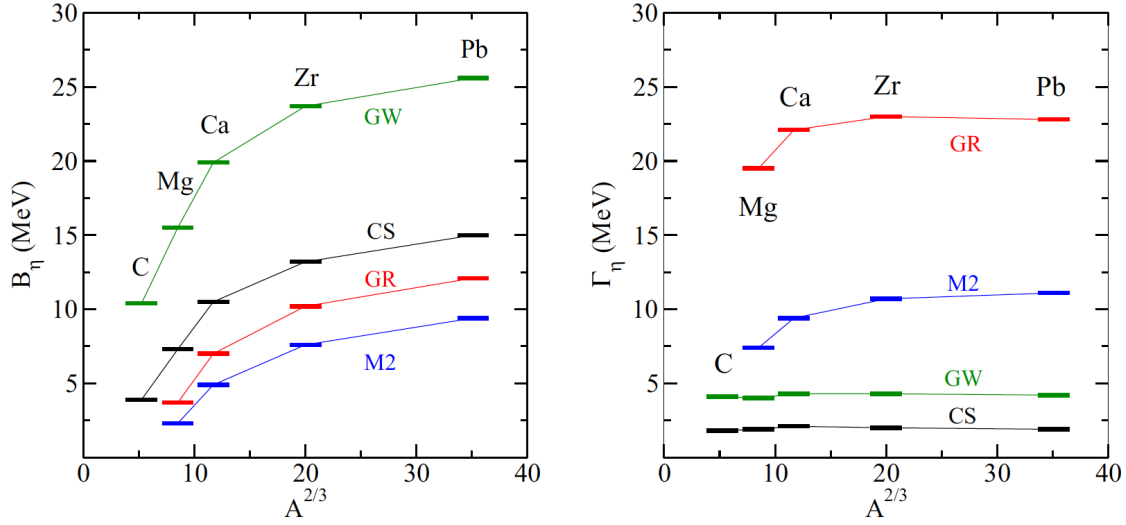 30
25
20
15
10
5
0 10 20 30 40
B_η (MeV)
A^{2/3}
C
Mg
Ca
Zr
Pb
GW
CS
GR
M2
30
25
20
15
10
5
0 10 20 30 40
Γ_η (MeV)
A^{2/3}
C
Mg
Ca
Zr
Pb
GR
M2
GW
CS